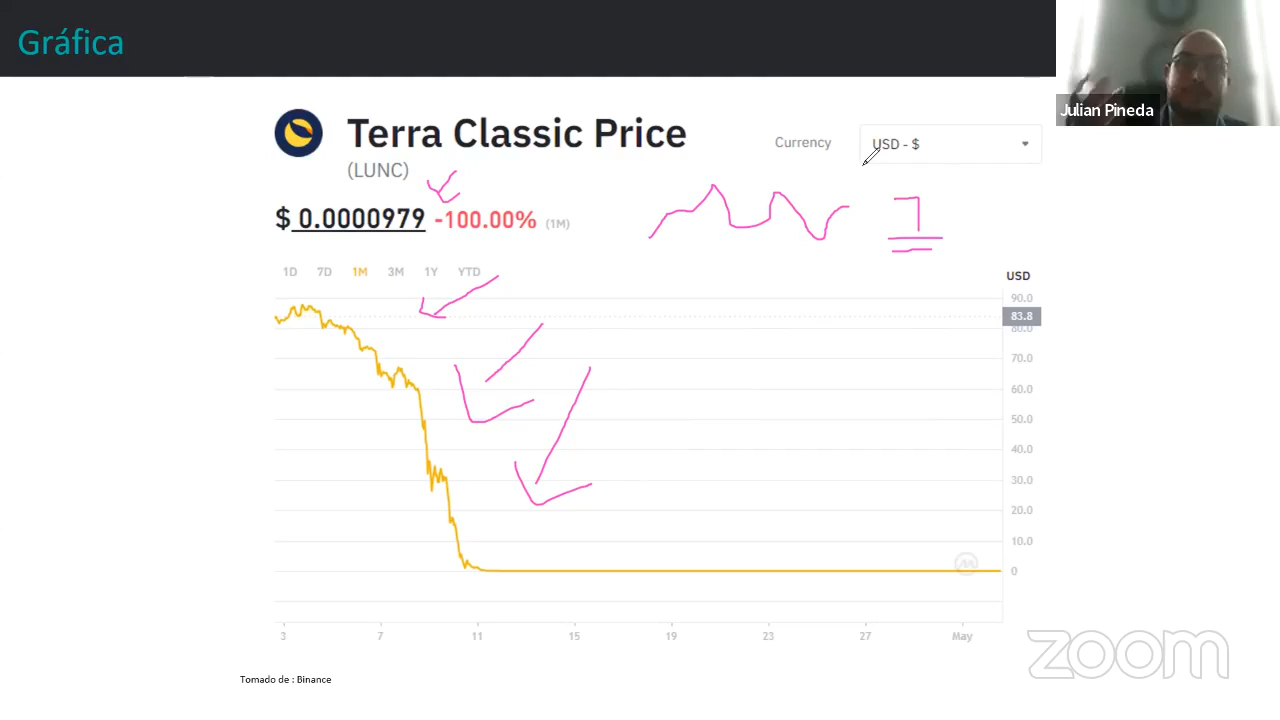 Gráfica
Julian Pineda
Terra Classic Price
(LUNC)
Currency
USD - $
$ 0.0000979 -100.00% (1M)
1D 7D 1M 3M 1Y YTD
USD
90.0
83.8
80.0
70.0
60.0
50.0
40.0
30.0
20.0
10.0
0
3 7 11 15 19 23 27 May
zoom
Tomado de : Binance